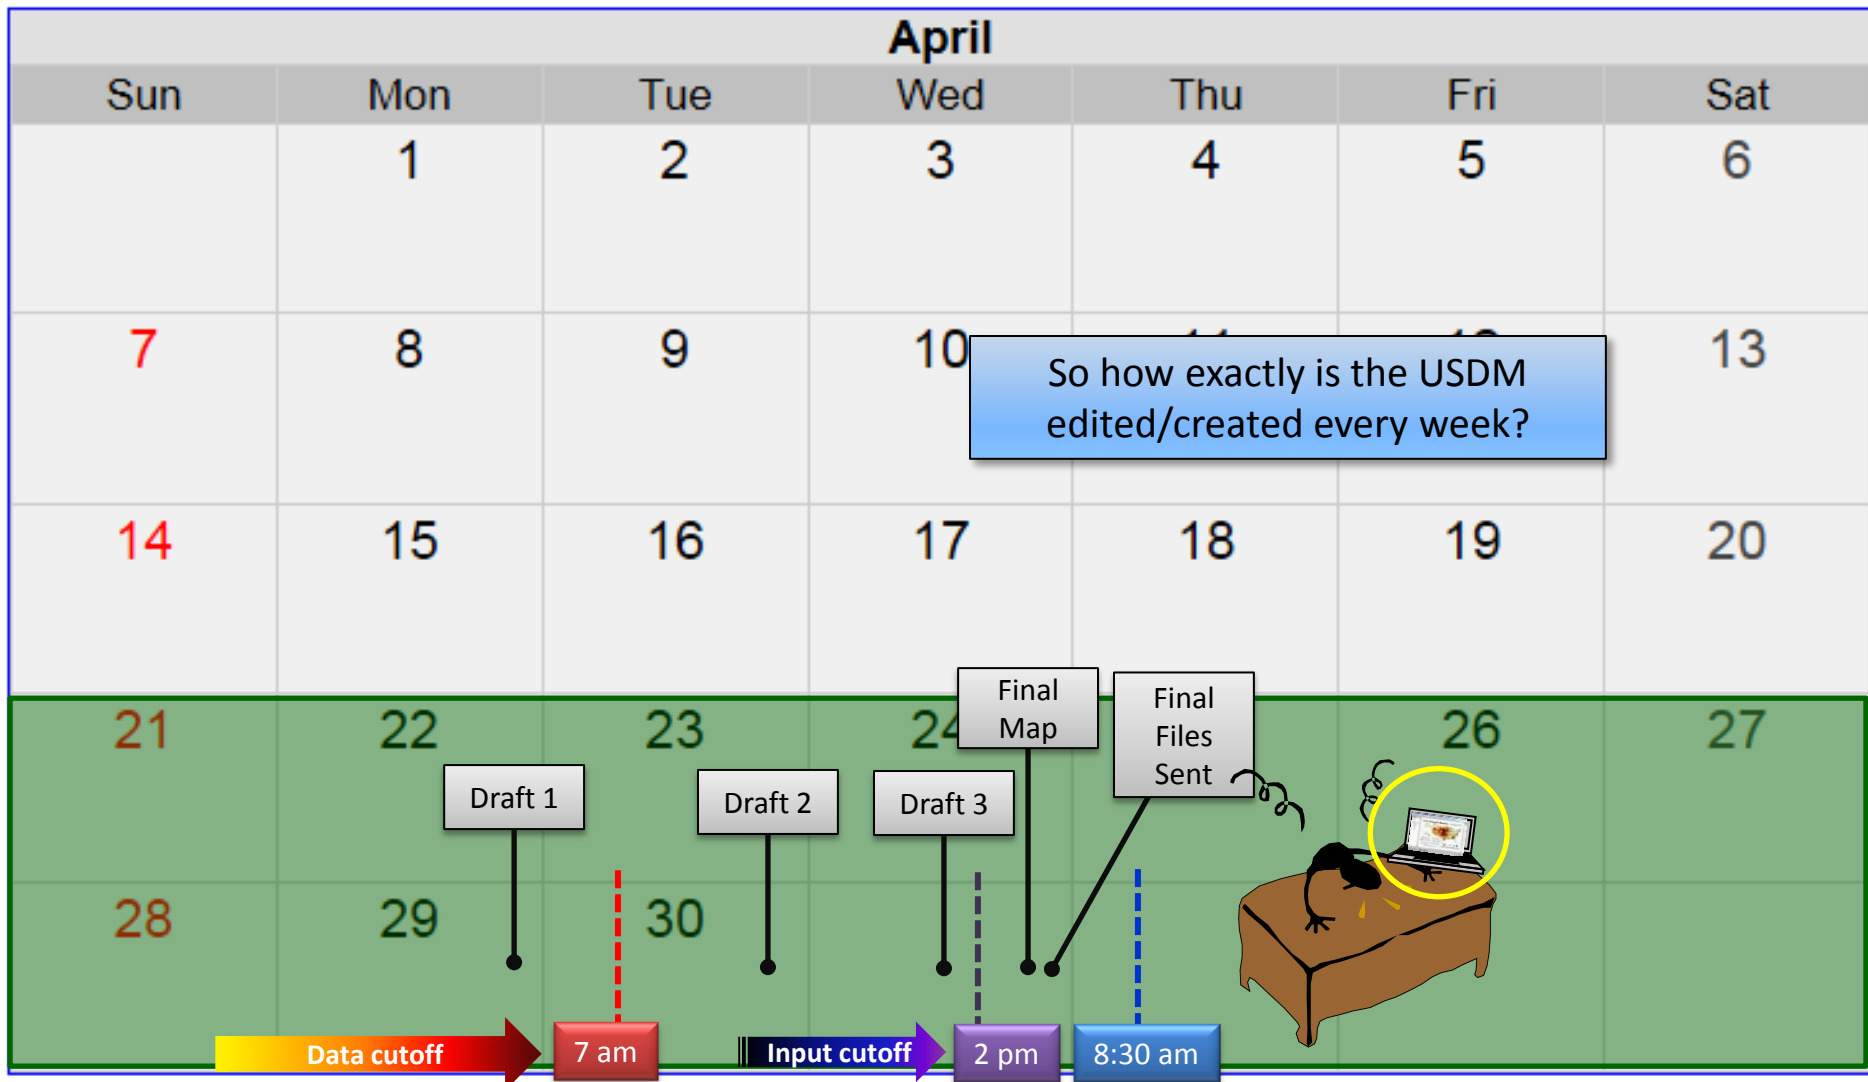 April
Sun Mon Tue Wed Thu Fri Sat
1 2 3 4 5 6
7 8 9 10 13
So how exactly is the USDM
edited/created every week?
14 15 16 17 18 19 20
21 22 23 24 26 27
Final
Map
Final
Files
Sent
Draft 1
Draft 2
Draft 3
28 29 30
Data cutoff
7 am
Input cutoff
2 pm
8:30 am